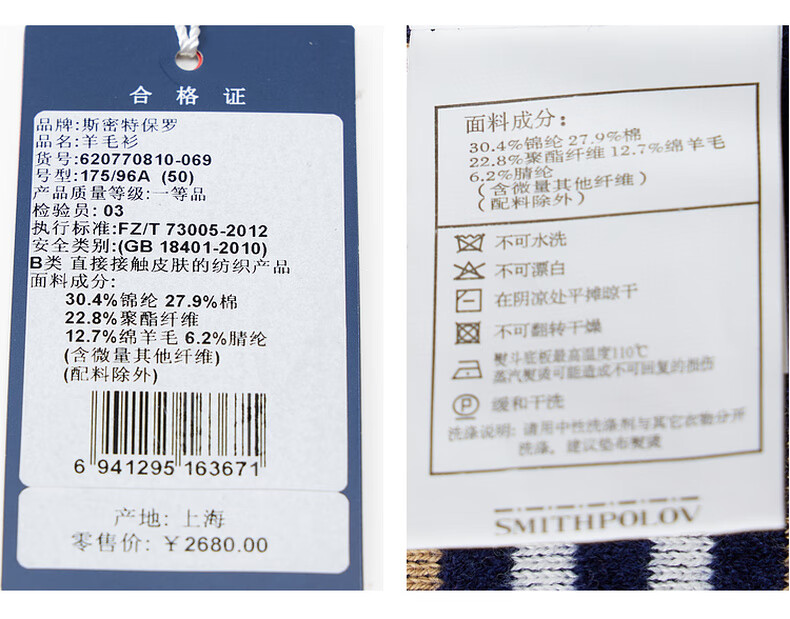 合格证
品牌:斯密特保罗
品名:羊毛衫
货号:620770810-069
号型:175/96A (50)
产品质量等级:一等品
检验员: 03
执行标准:FZ/T 73005-2012
安全类别:(GB 18401-2010)
B类 直接接触皮肤的纺织产品
面料成分:
30.4%锦纶 27.9%棉
22.8%聚酯纤维
12.7%绵羊毛 6.2%腈纶
(含微量其他纤维)
(配料除外)
6 941295 163671
产地: 上海
零售价: ￥2680.00
面料成分:
30.4%锦纶 27.9%棉
22.8%聚酯纤维 12.7%绵羊毛
6.2%腈纶
(含微量其他纤维)
(配料除外)
不可水洗
不可漂白
在阴凉处平摊晾干
不可翻转干燥
熨斗底板最高温度110℃
蒸汽熨烫可能造成不可回复的损伤
P 缓和干洗
洗涤说明: 请用中性洗涤剂与其它衣物分开
洗涤。建议垫布熨烫
SMITHPOLOV